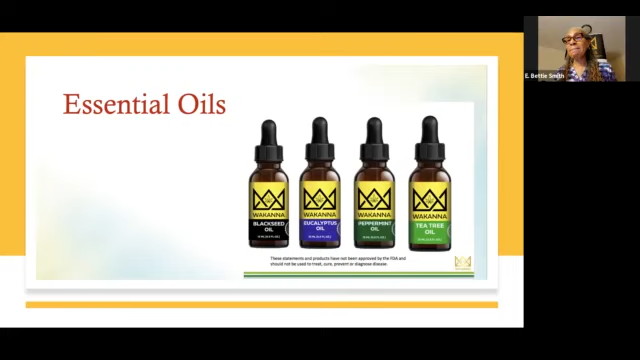 Essential Oils
WAKANNA
BLACKSEED
OIL
WAKANNA
EUCALYPTUS
OIL
WAKANNA
PEPPERMINT
OIL
WAKANNA
TEA TREE
OIL
These statements and products have not been approved by the FDA and
should not be used to treat, cure, prevent or diagnose disease.
E. Bettie Smith